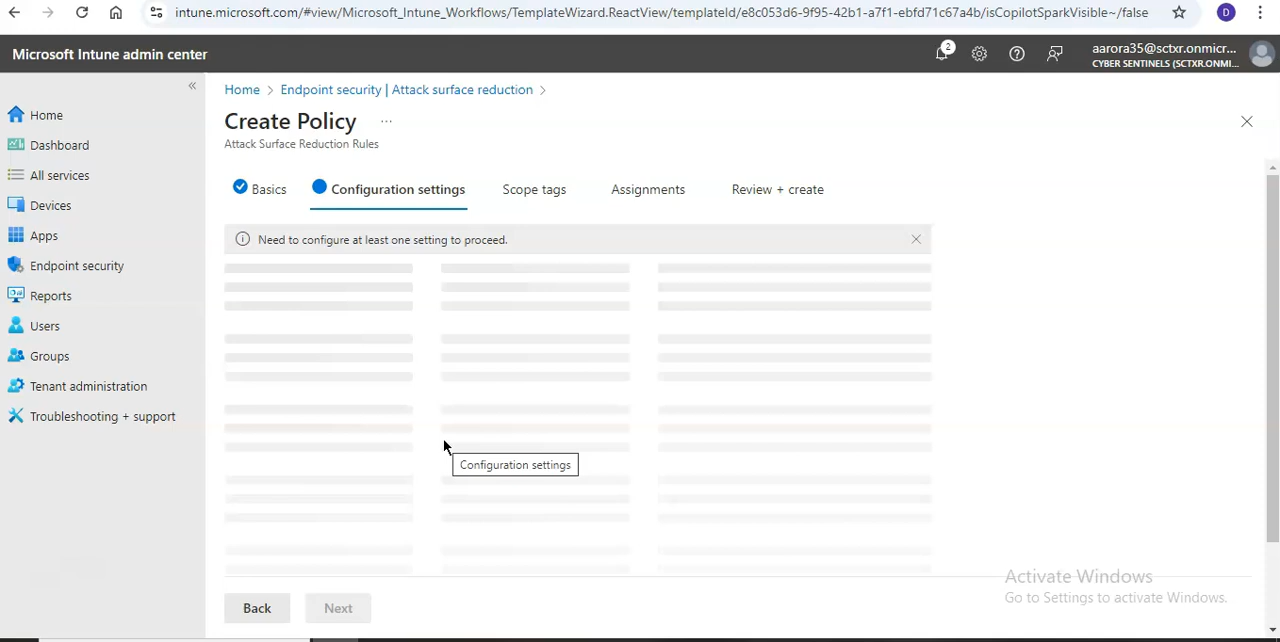 intune.microsoft.com/#view/Microsoft_Intune_Workflows/TemplateWizard.ReactView/templateId/e8c053d6-9f95-42b1-a7f1-ebfd71c67a4b/isCopilotSparkVisible~/false
D
Microsoft Intune admin center
2
aarora35@sctxr.onmicr...
CYBER SENTINELS (SCTXR.ONMI...
«
Home
Dashboard
All services
Devices
Apps
Endpoint security
Reports
Users
Groups
Tenant administration
Troubleshooting + support
Home > Endpoint security | Attack surface reduction >
Create Policy ...
Attack Surface Reduction Rules
Basics
Configuration settings
Scope tags
Assignments
Review + create
Need to configure at least one setting to proceed.
Configuration settings
Back
Next
Activate Windows
Go to Settings to activate Windows.